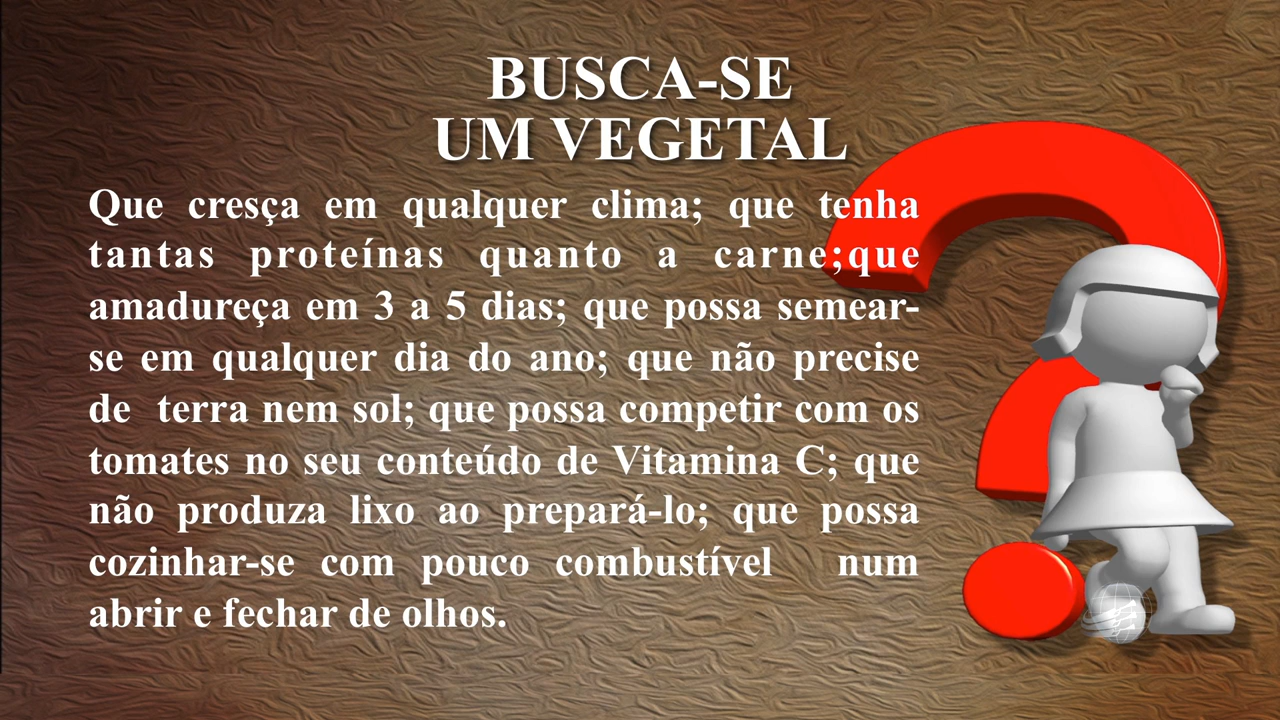 BUSCA-SE
UM VEGETAL
Que cresça em qualquer clima; que tenha
tantas proteínas quanto a carne;que
amadureça em 3 a 5 dias; que possa semear-
se em qualquer dia do ano; que não precise
de terra nem sol; que possa competir com os
tomates no seu conteúdo de Vitamina C; que
não produza lixo ao prepará-lo; que possa
cozinhar-se com pouco combustível num
abrir e fechar de olhos.